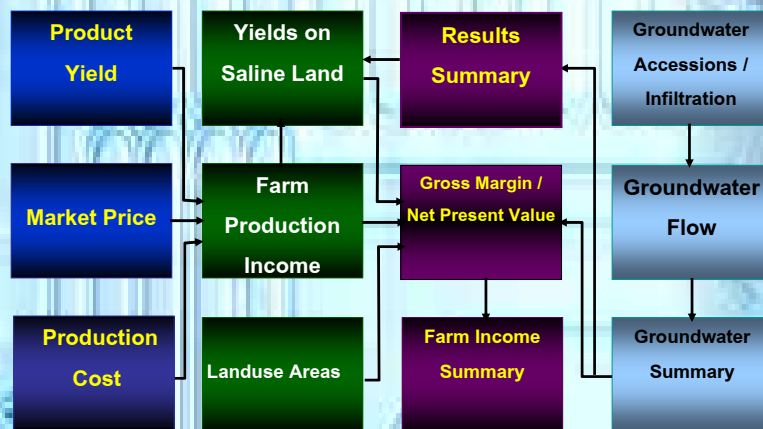 Product
Yield
Yields on
Saline Land
Results
Summary
Groundwater
Accessions /
Infiltration
Market Price
Farm
Production
Income
Gross Margin /
Net Present Value
Groundwater
Flow
Production
Cost
Landuse Areas
Farm Income
Summary
Groundwater
Summary